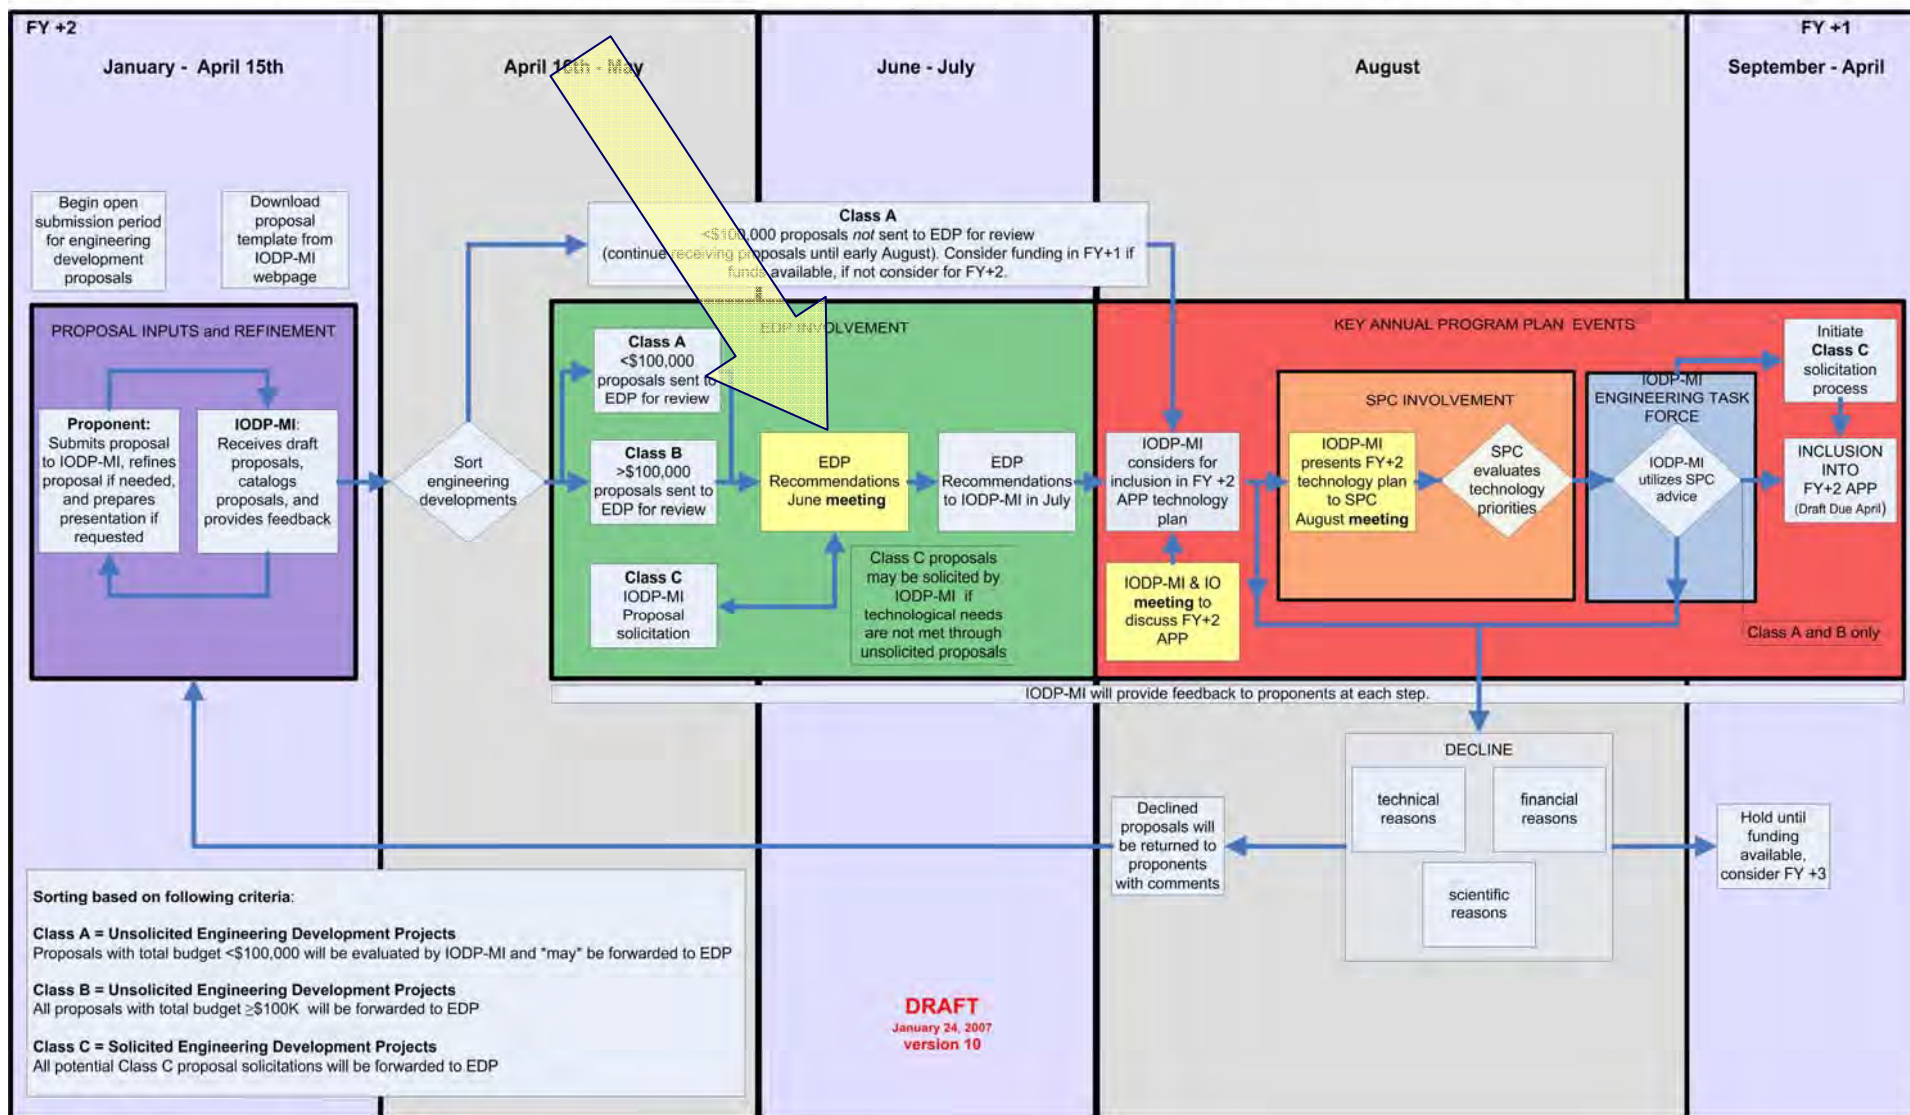 FY +2
FY +1
January - April 15th
April 16th - May
June - July
August
September - April
Begin open
submission period
for engineering
development
proposals
Download
proposal
template from
IODP-MI
webpage
Class A
<$100,000 proposals not sent to EDP for review
(continue receiving proposals until early August). Consider funding in FY+1 if
funds available, if not consider for FY+2.
PROPOSAL INPUTS and REFINEMENT
Proponent:
Submits proposal
to IODP-MI, refines
proposal if needed,
and prepares
presentation if
requested
IODP-MI:
Receives draft
proposals,
catalogs
proposals, and
provides feedback
Sort
engineering
developments
EDP INVOLVEMENT
Class A
<$100,000
proposals sent to
EDP for review
Class B
>$100,000
proposals sent to
EDP for review
Class C
IODP-MI
Proposal
solicitation
EDP
Recommendations
June meeting
EDP
Recommendations
to IODP-MI in July
Class C proposals
may be solicited by
IODP-MI if
technological needs
are not met through
unsolicited proposals
KEY ANNUAL PROGRAM PLAN EVENTS
IODP-MI
considers for
inclusion in FY +2
APP technology
plan
IODP-MI & IO
meeting to
discuss FY+2
APP
SPC INVOLVEMENT
IODP-MI
presents FY+2
technology plan
to SPC
August meeting
SPC
evaluates
technology
priorities
IODP-MI
ENGINEERING TASK
FORCE
IODP-MI
utilizes SPC
advice
Initiate
Class C
solicitation
process
INCLUSION
INTO
FY+2 APP
(Draft Due April)
Class A and B only
IODP-MI will provide feedback to proponents at each step.
DECLINE
technical
reasons
financial
reasons
scientific
reasons
Declined
proposals will
be returned to
proponents
with comments
Hold until
funding
available,
consider FY +3
Sorting based on following criteria:
Class A = Unsolicited Engineering Development Projects
Proposals with total budget <$100,000 will be evaluated by IODP-MI and "may" be forwarded to EDP
Class B = Unsolicited Engineering Development Projects
All proposals with total budget ≥$100K will be forwarded to EDP
Class C = Solicited Engineering Development Projects
All potential Class C proposal solicitations will be forwarded to EDP
DRAFT
January 24, 2007
version 10